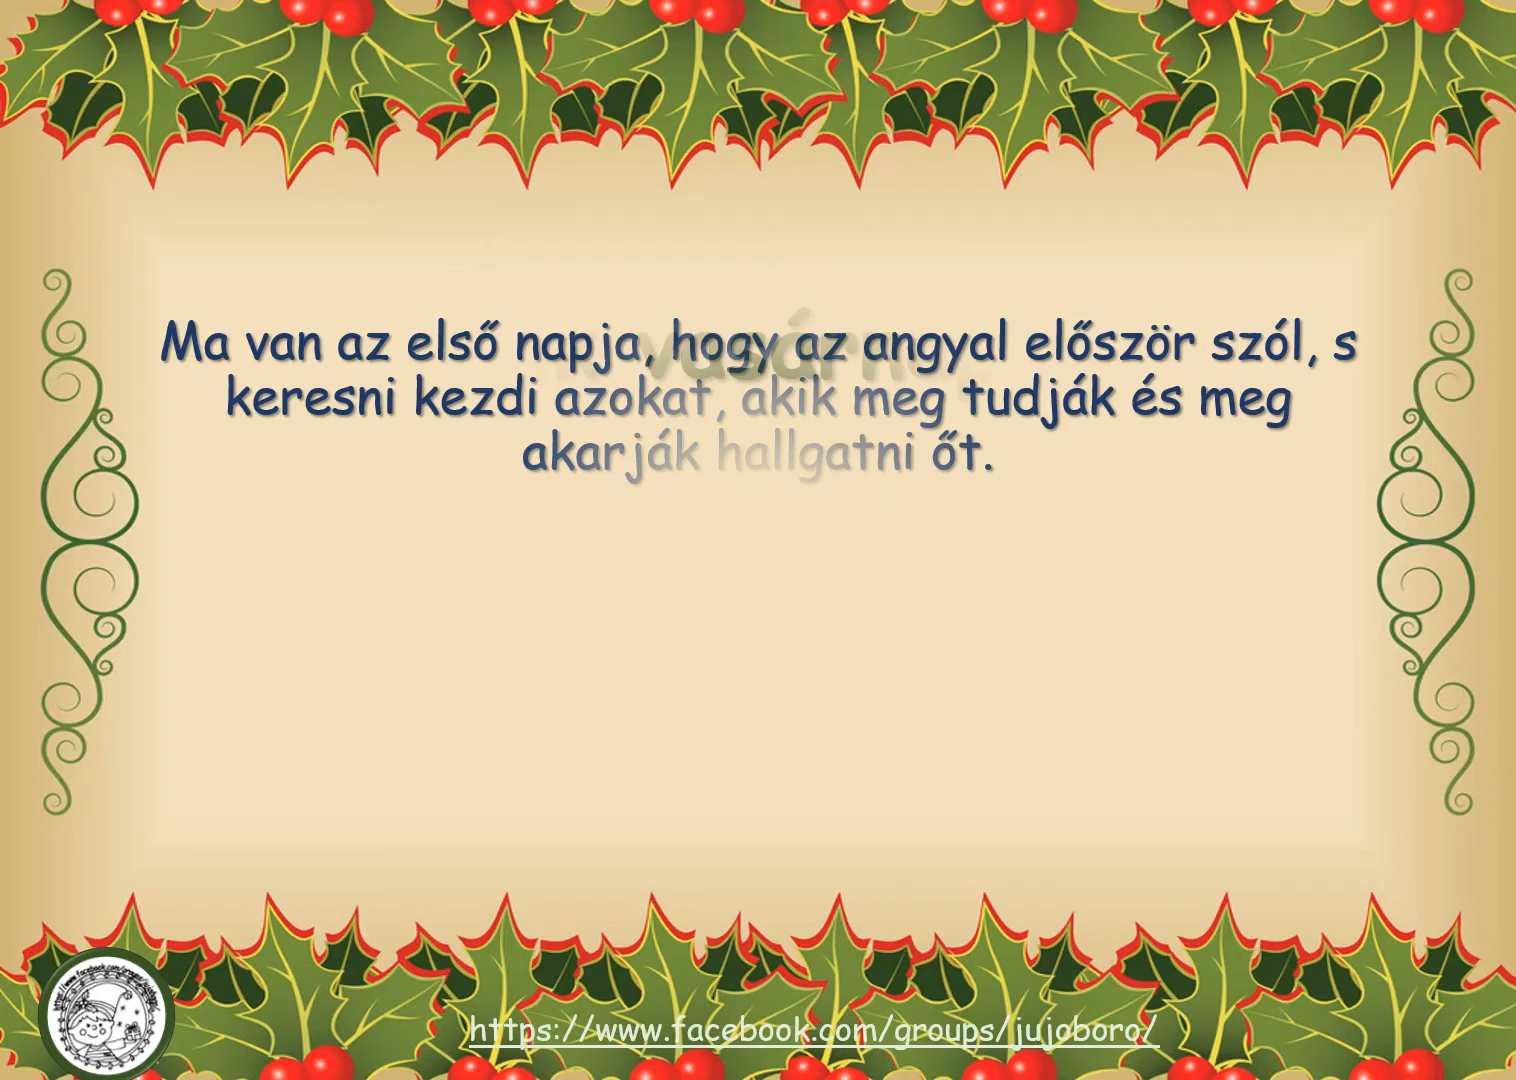 Ma van az első napja, hogy az angyal először szól, s
keresni kezdi azokat, akik meg tudják és meg
akarják hallgatni őt.
https://www.facebook.com/groups/jujoboro/